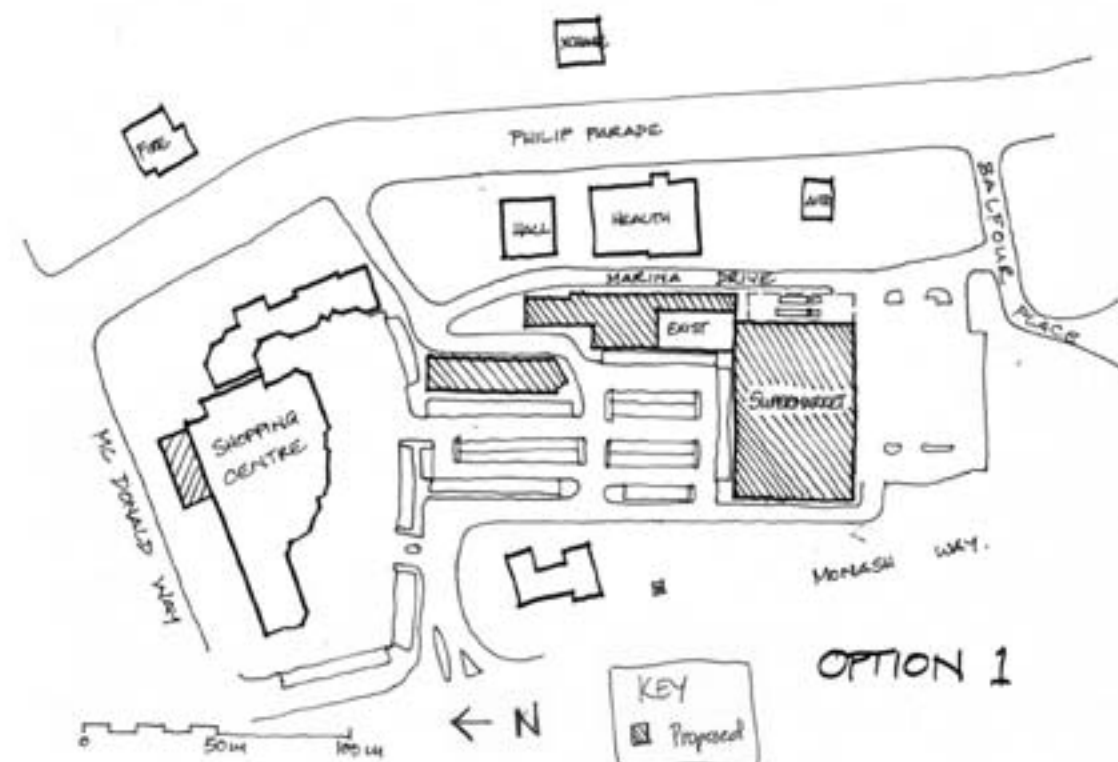 FIRE
PHILIP PARADE
BALFOUR PLACE
HALL
HEALTH
MARINA DRIVE
EXIST
SUPERMARKET
SHOPPING
CENTRE
MC DONALD WAY
MONASH WAY.
OPTION 1
KEY
Proposed
← N
0 50m 100m